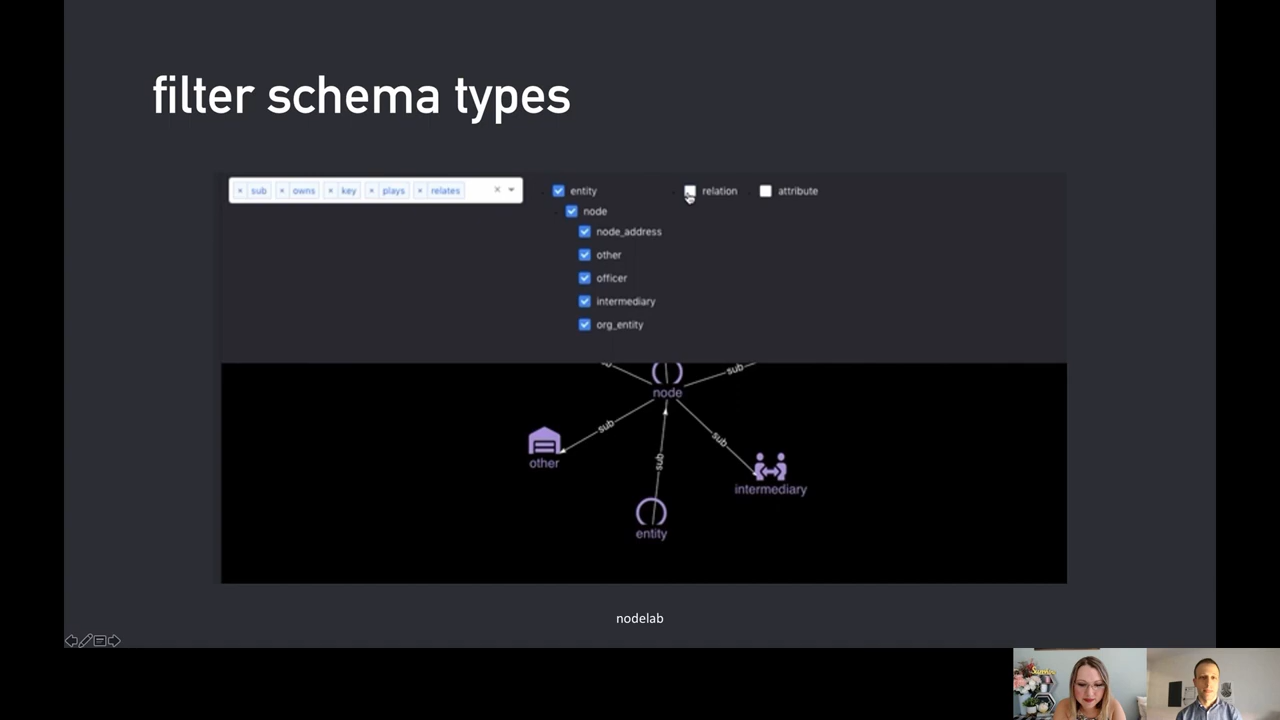 filter schema types
× sub × owns × key × plays × relates ×
entity
relation
attribute
node
node_address
other
officer
intermediary
org_entity
sub
node
sub
sub
sub
other
sub
intermediary
entity
nodelab